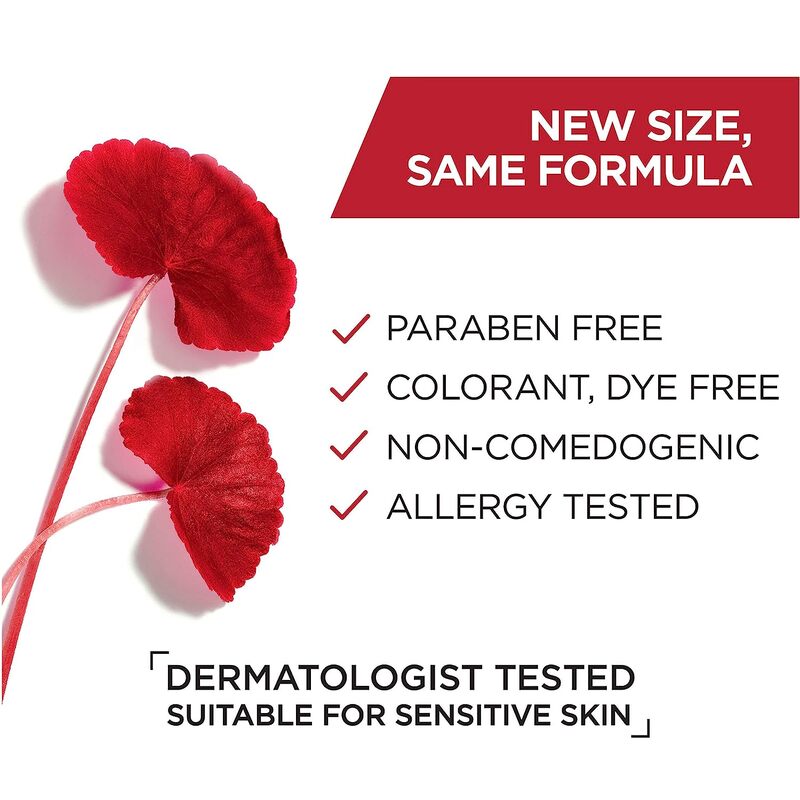 NEW SIZE,
SAME FORMULA
PARABEN FREE
COLORANT, DYE FREE
NON-COMEDOGENIC
ALLERGY TESTED
DERMATOLOGIST TESTED
SUITABLE FOR SENSITIVE SKIN